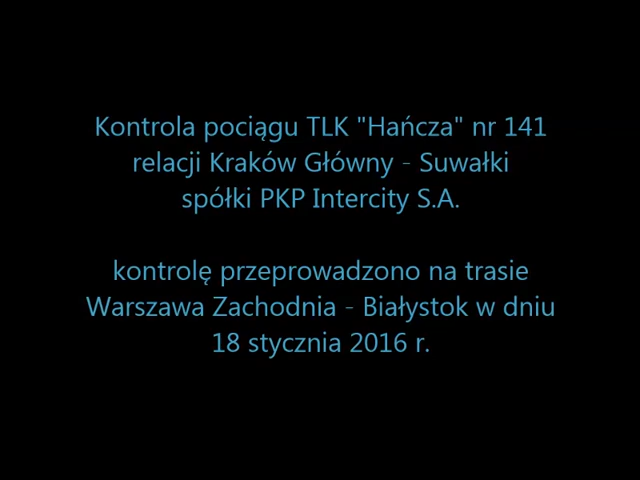 Kontrola pociągu TLK "Hańcza" nr 141
relacji Kraków Główny - Suwałki
spółki PKP Intercity S.A.
kontrolę przeprowadzono na trasie
Warszawa Zachodnia - Białystok w dniu
18 stycznia 2016 r.